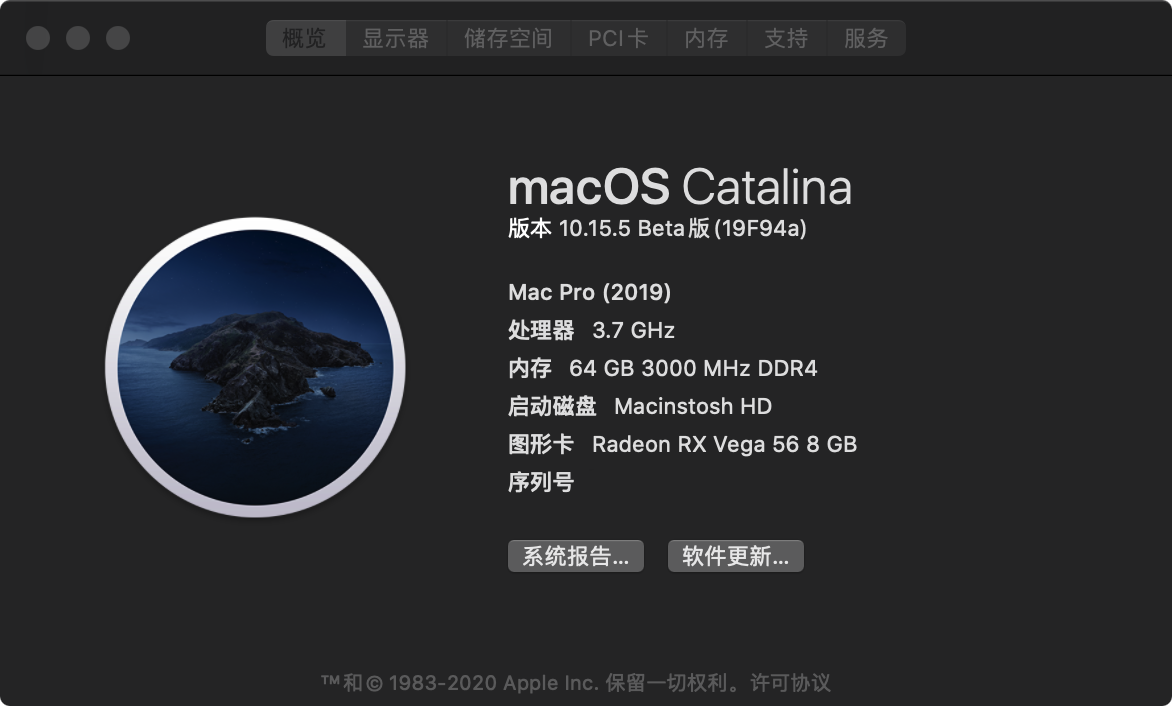 概览 显示器 储存空间 PCI卡 内存 支持 服务
macOS Catalina
版本 10.15.5 Beta版 (19F94a)
Mac Pro (2019)
处理器 3.7 GHz
内存 64 GB 3000 MHz DDR4
启动磁盘 Macinstosh HD
图形卡 Radeon RX Vega 56 8 GB
序列号
系统报告... 软件更新...
™和© 1983-2020 Apple Inc. 保留一切权利。许可协议